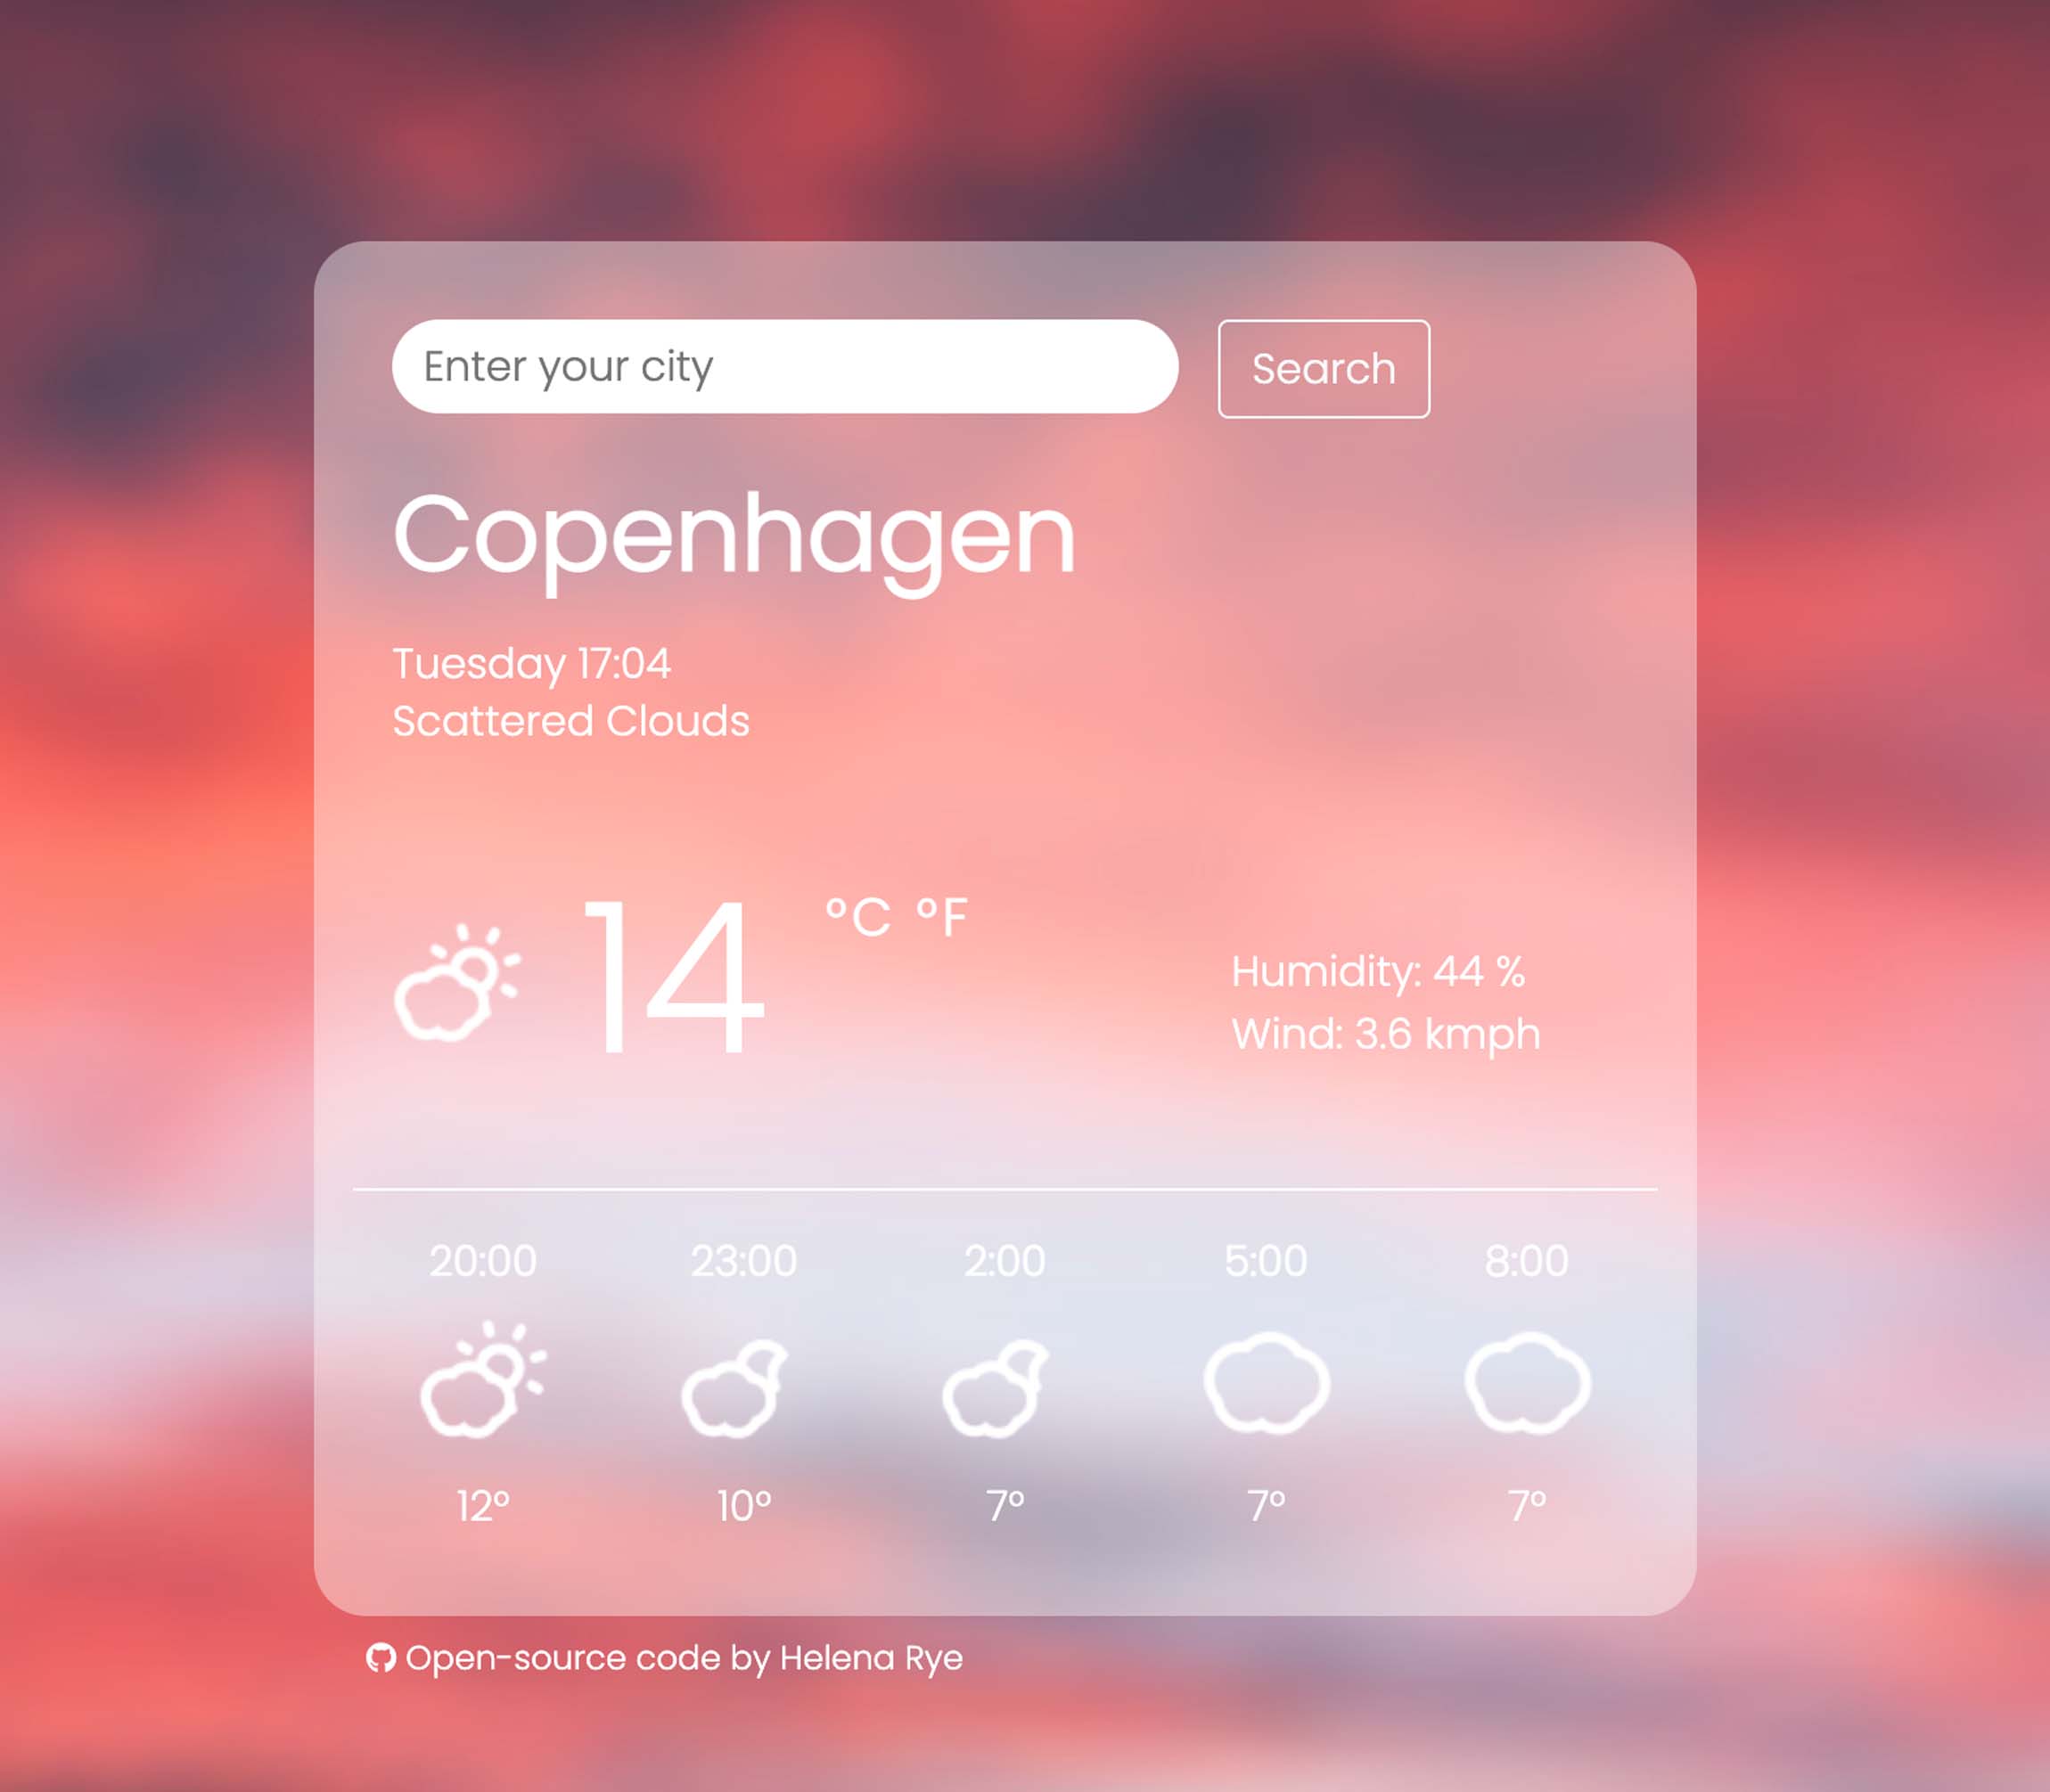 Enter your city
Search
Copenhagen
Tuesday 17:04
Scattered Clouds
14 °C °F
Humidity: 44 %
Wind: 3.6 kmph
20:00 23:00 2:00 5:00 8:00
12° 10° 7° 7° 7°
Open-source code by Helena Rye